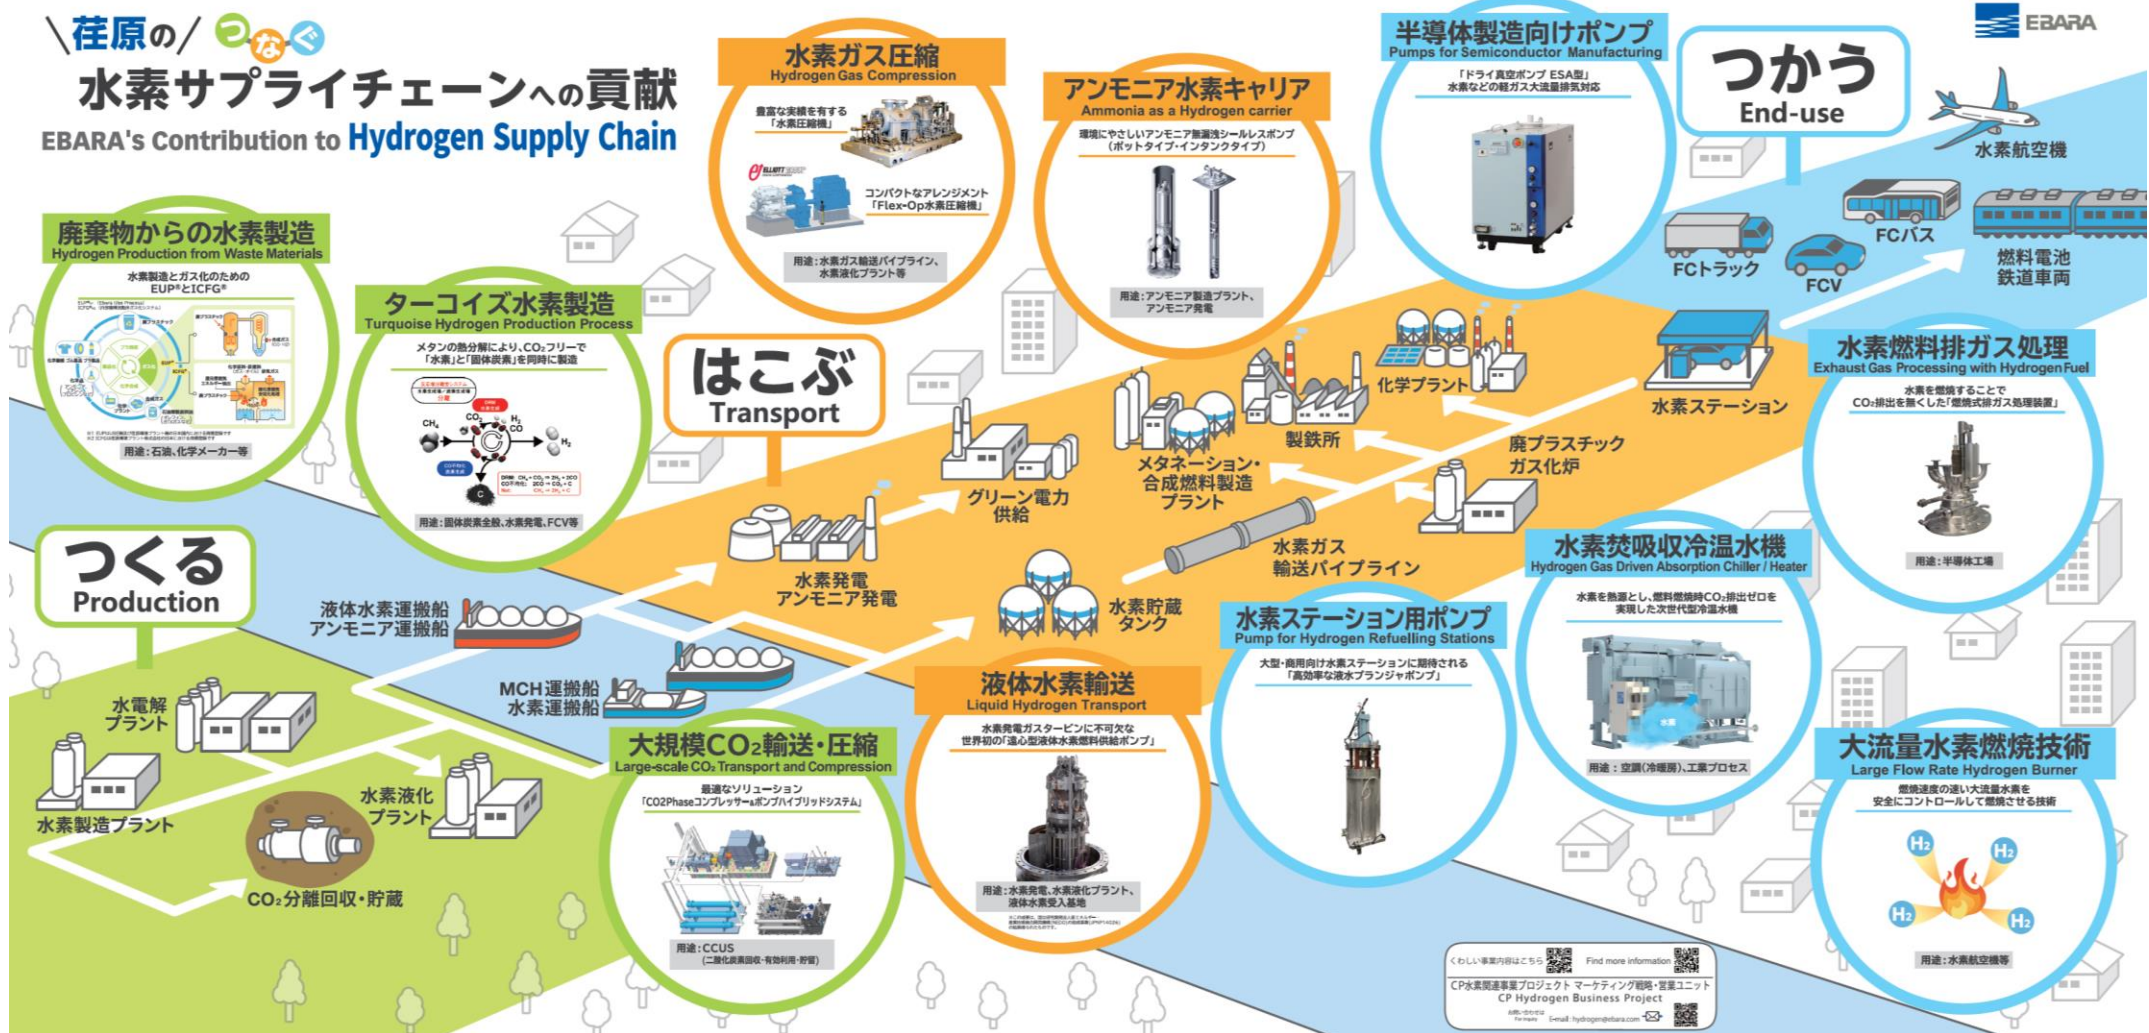 荏原の つなぐ
水素サプライチェーンへの貢献
EBARA's Contribution to Hydrogen Supply Chain
EBARA
廃棄物からの水素製造
Hydrogen Production from Waste Materials
水素製造とガス化のための
EUP®とICFG®
廃プラスチック
用途:石油、化学メーカー等
ターコイズ水素製造
Turquoise Hydrogen Production Process
メタンの熱分解により、CO₂フリーで
「水素」と「固体炭素」を同時に製造
CH₄
CO₂
H₂
CO
H₂
C
用途:固体炭素全般、水素発電、FCV等
水素ガス圧縮
Hydrogen Gas Compression
豊富な実績を有する
「水素圧縮機」
ELLIOTT
コンパクトなアレンジメント
「Flex-Op水素圧縮機」
用途:水素ガス輸送パイプライン、
水素液化プラント等
アンモニア水素キャリア
Ammonia as a Hydrogen carrier
環境にやさしいアンモニア無漏洩シールレスポンプ
(ポットタイプ・インタンクタイプ)
用途:アンモニア製造プラント、
アンモニア発電
半導体製造向けポンプ
Pumps for Semiconductor Manufacturing
「ドライ真空ポンプ ESA型」
水素などの軽ガス大流量排気対応
つかう
End-use
水素航空機
FCトラック
FCV
FCバス
燃料電池
鉄道車両
はこぶ
Transport
グリーン電力
供給
水素発電
アンモニア発電
メタネーション・
合成燃料製造
プラント
製鉄所
化学プラント
水素ステーション
廃プラスチック
ガス化炉
水素ガス
輸送パイプライン
水素貯蔵
タンク
つくる
Production
液体水素運搬船
アンモニア運搬船
MCH運搬船
水素運搬船
水電解
プラント
水素製造プラント
水素液化
プラント
CO₂分離回収・貯蔵
大規模CO₂輸送・圧縮
Large-scale CO₂ Transport and Compression
最適なソリューション
「CO2Phaseコンプレッサー&ポンプハイブリッドシステム」
用途:CCUS
(二酸化炭素回収・有効利用・貯留)
液体水素輸送
Liquid Hydrogen Transport
水素発電ガスタービンに不可欠な
世界初の「遠心型液体水素燃料供給ポンプ」
用途:水素発電、水素液化プラント、
液体水素受入基地
水素ステーション用ポンプ
Pump for Hydrogen Refuelling Stations
大型・商用向け水素ステーションに期待される
「高効率な液水プランジャポンプ」
水素焚吸収冷温水機
Hydrogen Gas Driven Absorption Chiller / Heater
水素を熱源とし、燃料燃焼時CO₂排出ゼロを
実現した次世代型冷温水機
水素
用途:空調(冷暖房)、工業プロセス
水素燃料排ガス処理
Exhaust Gas Processing with Hydrogen Fuel
水素を燃焼することで
CO₂排出を無くした「燃焼式排ガス処理装置」
用途:半導体工場
大流量水素燃焼技術
Large Flow Rate Hydrogen Burner
燃焼速度の速い大流量水素を
安全にコントロールして燃焼させる技術
H₂
H₂
H₂
H₂
用途:水素航空機等
くわしい事業内容はこちら Find more information
CP水素関連事業プロジェクト マーケティング戦略・営業ユニット
CP Hydrogen Business Project
お問い合わせは
For Inquiry E-mail: hydrogen@ebara.com